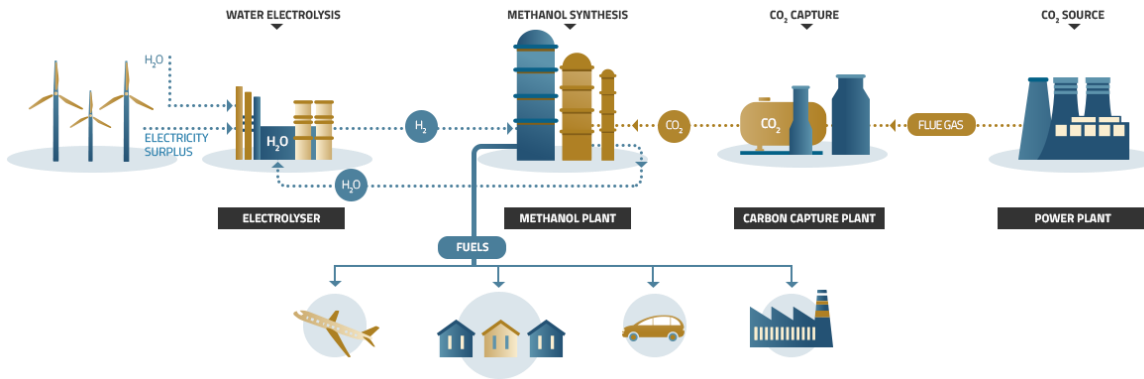 WATER ELECTROLYSIS
METHANOL SYNTHESIS
CO₂ CAPTURE
CO₂ SOURCE
H₂O
ELECTRICITY
SURPLUS
H₂O
H₂
CO₂
CO₂
FLUE GAS
H₂O
ELECTROLYSER
METHANOL PLANT
CARBON CAPTURE PLANT
POWER PLANT
FUELS